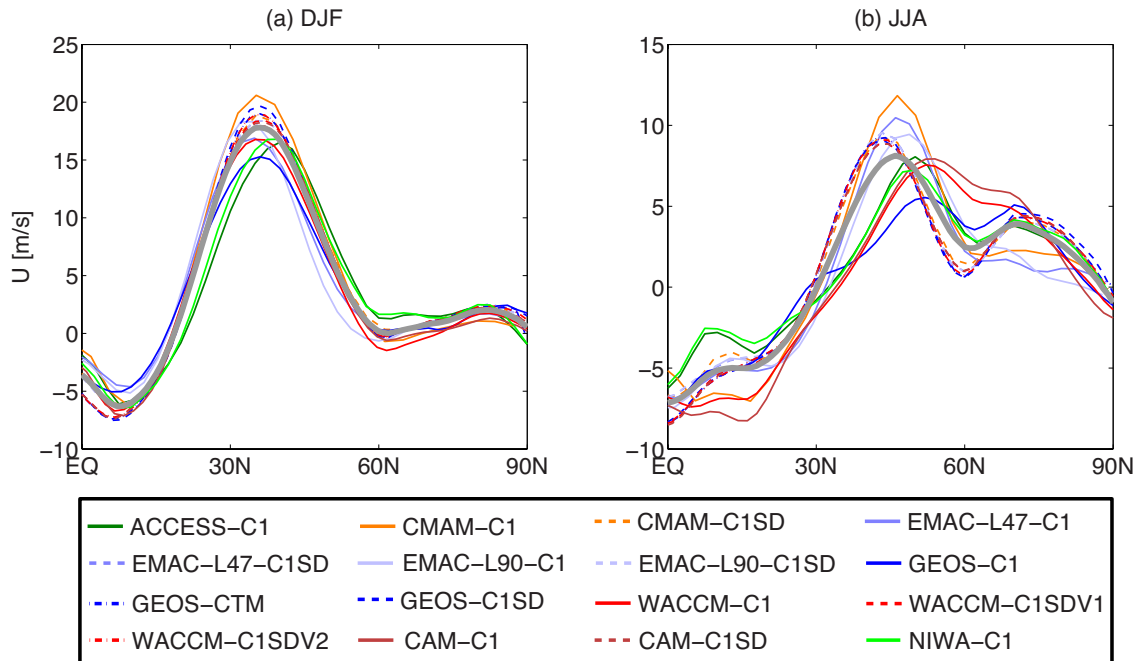 (a) DJF
(b) JJA
25
20
15
10
5
0
−5
−10
U [m/s]
EQ 30N 60N 90N
15
10
5
0
−5
−10
EQ 30N 60N 90N
ACCESS−C1 CMAM−C1 CMAM−C1SD EMAC−L47−C1
EMAC−L47−C1SD EMAC−L90−C1 EMAC−L90−C1SD GEOS−C1
GEOS−CTM GEOS−C1SD WACCM−C1 WACCM−C1SDV1
WACCM−C1SDV2 CAM−C1 CAM−C1SD NIWA−C1